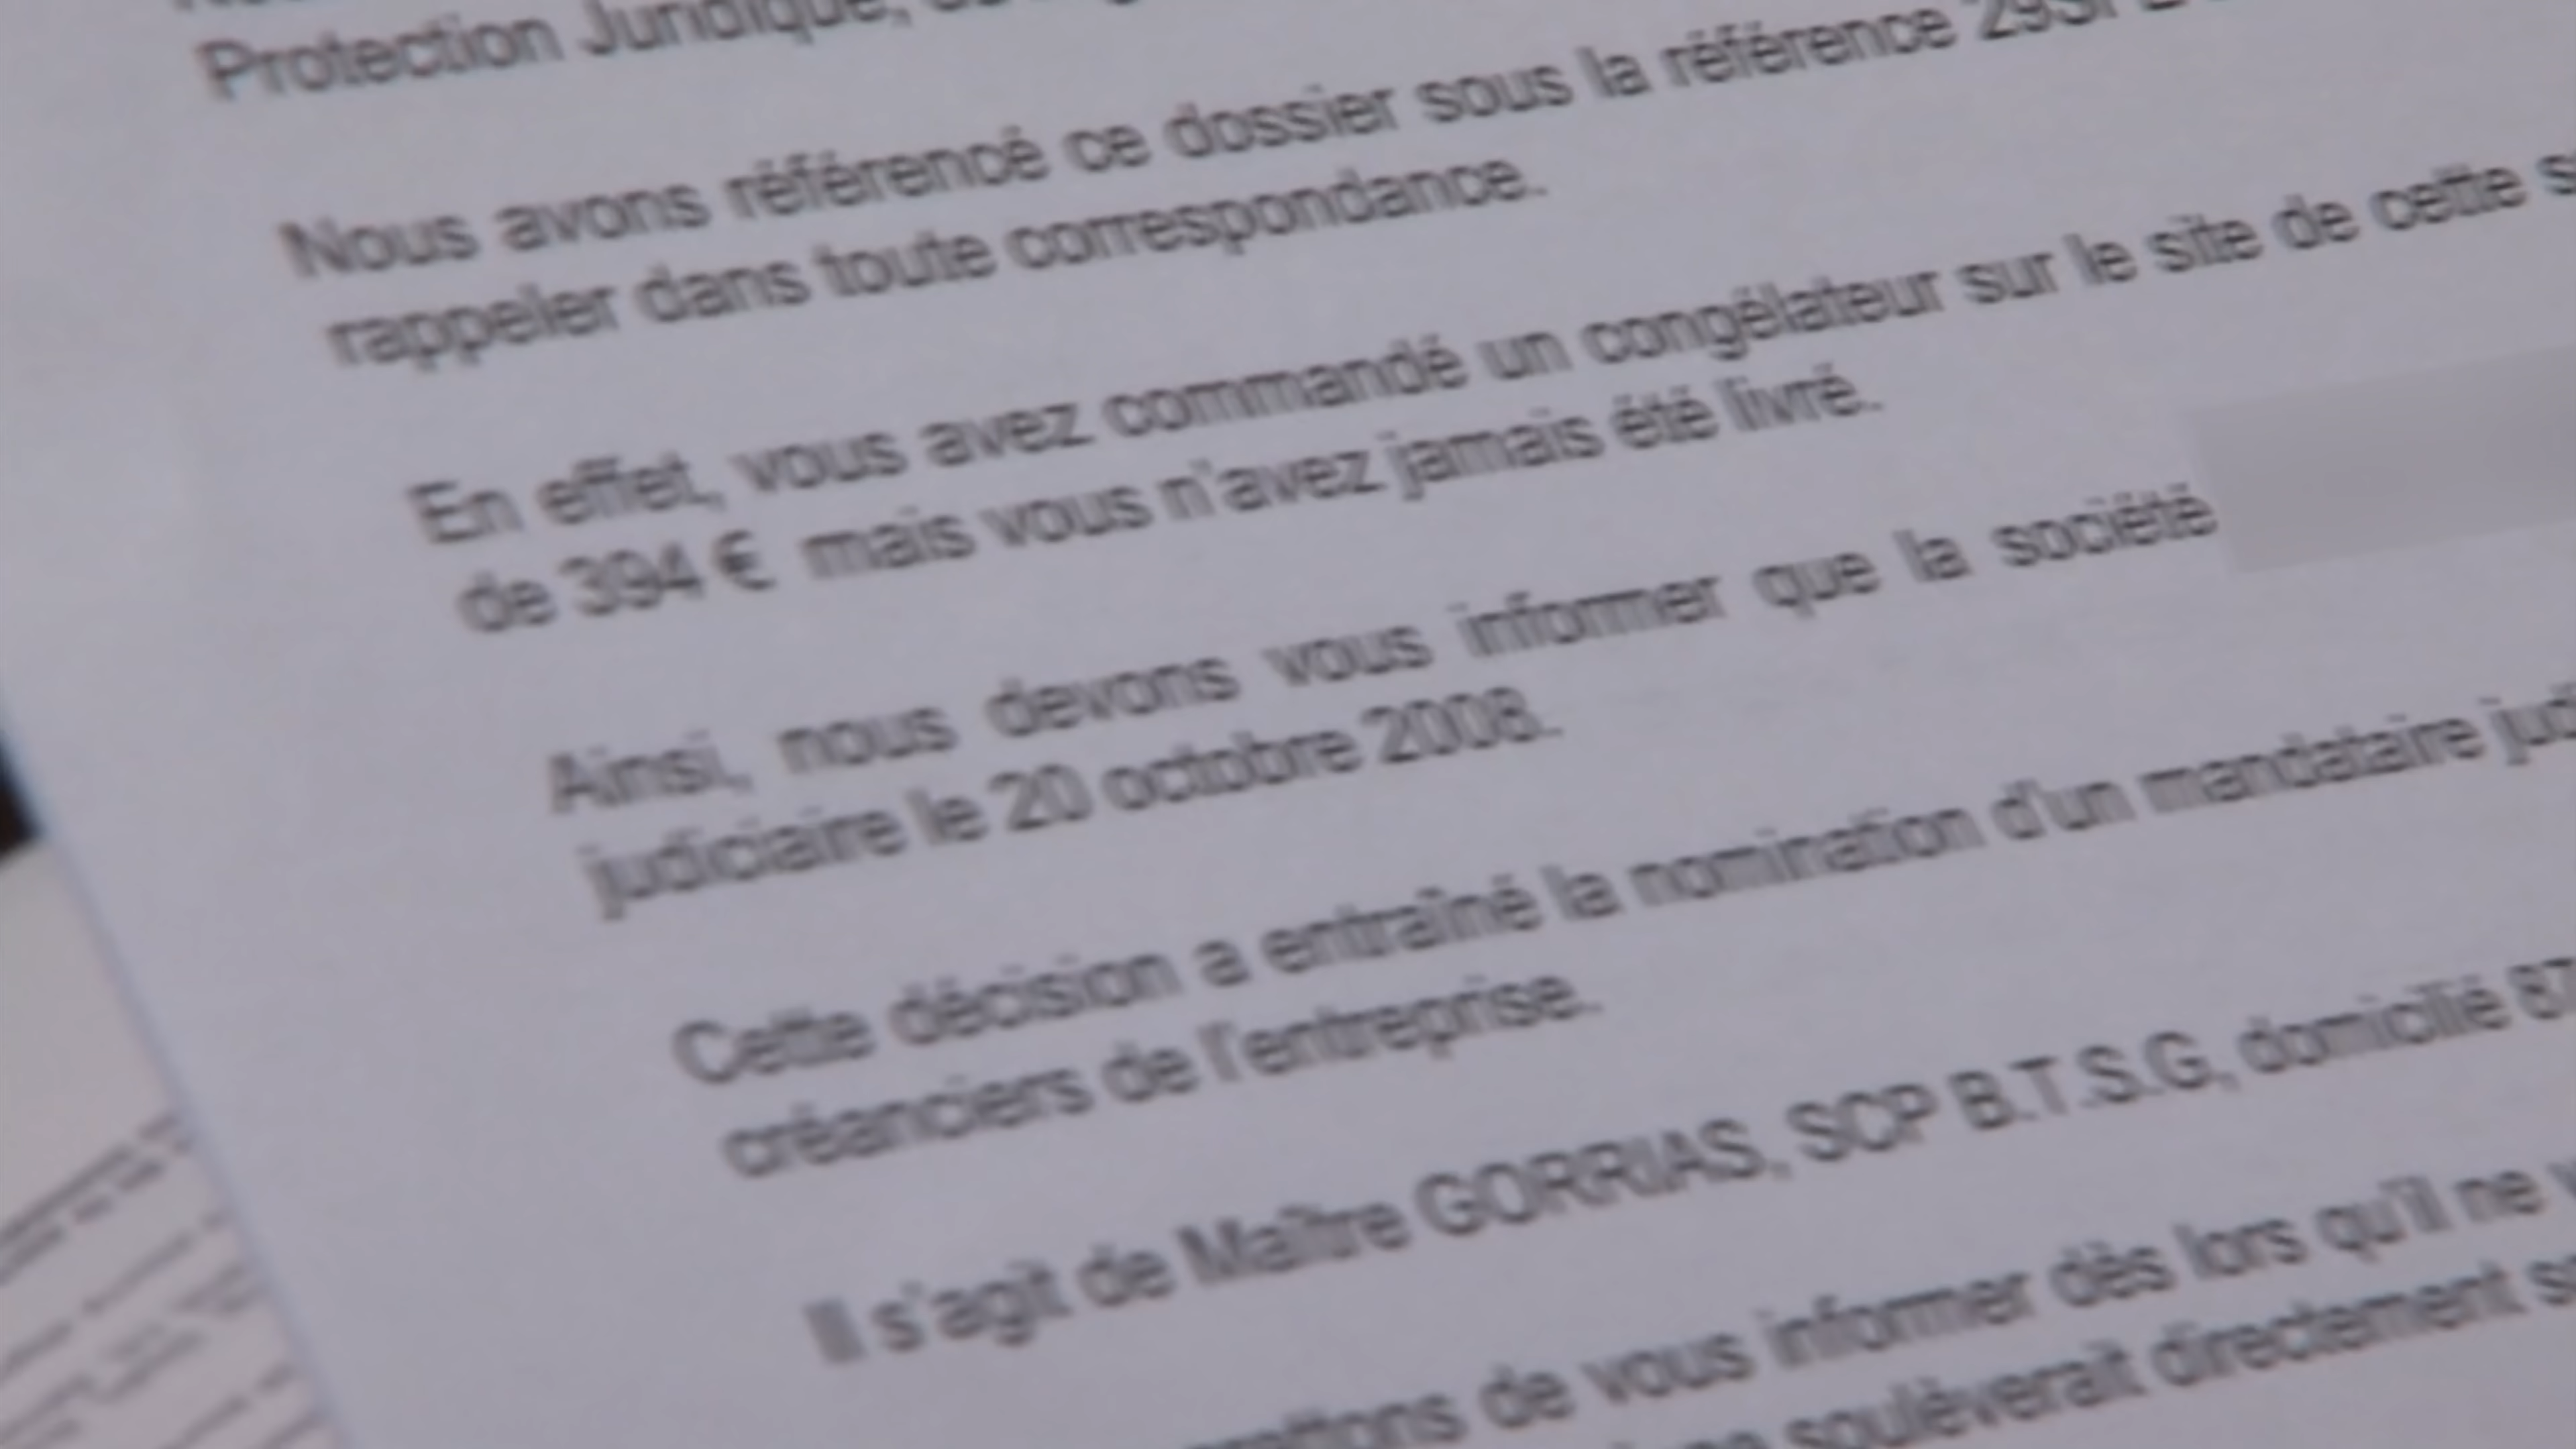 Protection Juridique,
Nous avons référencé ce dossier sous la référence
rappeler dans toute correspondance.
En effet, vous avez commandé un congélateur sur le site de cette
de 394 € mais vous n'avez jamais été livré.
Ainsi, nous devons vous informer que la société
judiciaire le 20 octobre 2008.
Cette décision a entraîné la nomination d'un mandataire
créanciers de l'entreprise.
Il s'agit de Maître GORRIAS, SCP B.T.S.G, domicilié 87
de vous informer dès lors qu'il ne
soulèverait directement